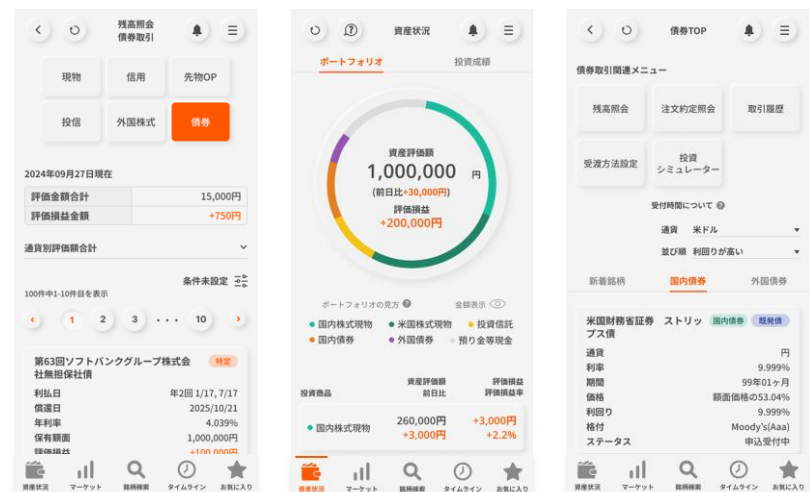 残高照会
債券取引
現物
信用
先物OP
投信
外国株式
債券
2024年09月27日現在
評価金額合計 15,000円
評価損益金額 +750円
通貨別評価額合計
条件未設定
100件中1-10件目を表示
1 2 3 ・・・ 10
第63回ソフトバンクグループ株式会 特定
社無担保社債
利払日 年2回 1/17, 7/17
償還日 2025/10/21
年利率 4.039%
保有額面 1,000,000円
評価損益 +100,000円
資産状況 マーケット 銘柄検索 タイムライン お気に入り
資産状況
ポートフォリオ 投資成績
資産評価額
1,000,000 円
(前日比+30,000円)
評価損益
+200,000円
ポートフォリオの見方 金額表示
国内株式現物 米国株式現物 投資信託
国内債券 外国債券 預り金等現金
資産評価額 評価損益
投資商品 前日比 評価損益率
国内株式現物 260,000円 +3,000円
+3,000円 +2.2%
資産状況 マーケット 銘柄検索 タイムライン お気に入り
債券TOP
債券取引関連メニュー
残高照会
注文約定照会
取引履歴
受渡方法設定
投資
シミュレーター
受付時間について
通貨 米ドル
並び順 利回りが高い
新着銘柄 国内債券 外国債券
米国財務省証券 ストリッ 国内債券 既発債
プス債
通貨 円
利率 9.999%
期間 99年01ヶ月
価格 額面価格の53.04%
利回り 9.999%
格付 Moody's(Aaa)
ステータス 申込受付中
資産状況 マーケット 銘柄検索 タイムライン お気に入り